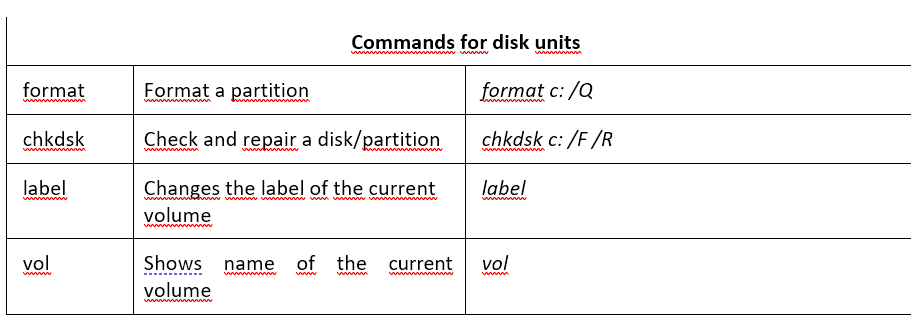 Commands for disk units
format Format a partition format c: /Q
chkdsk Check and repair a disk/partition chkdsk c: /F /R
label Changes the label of the current label
volume
vol Shows name of the current vol
volume